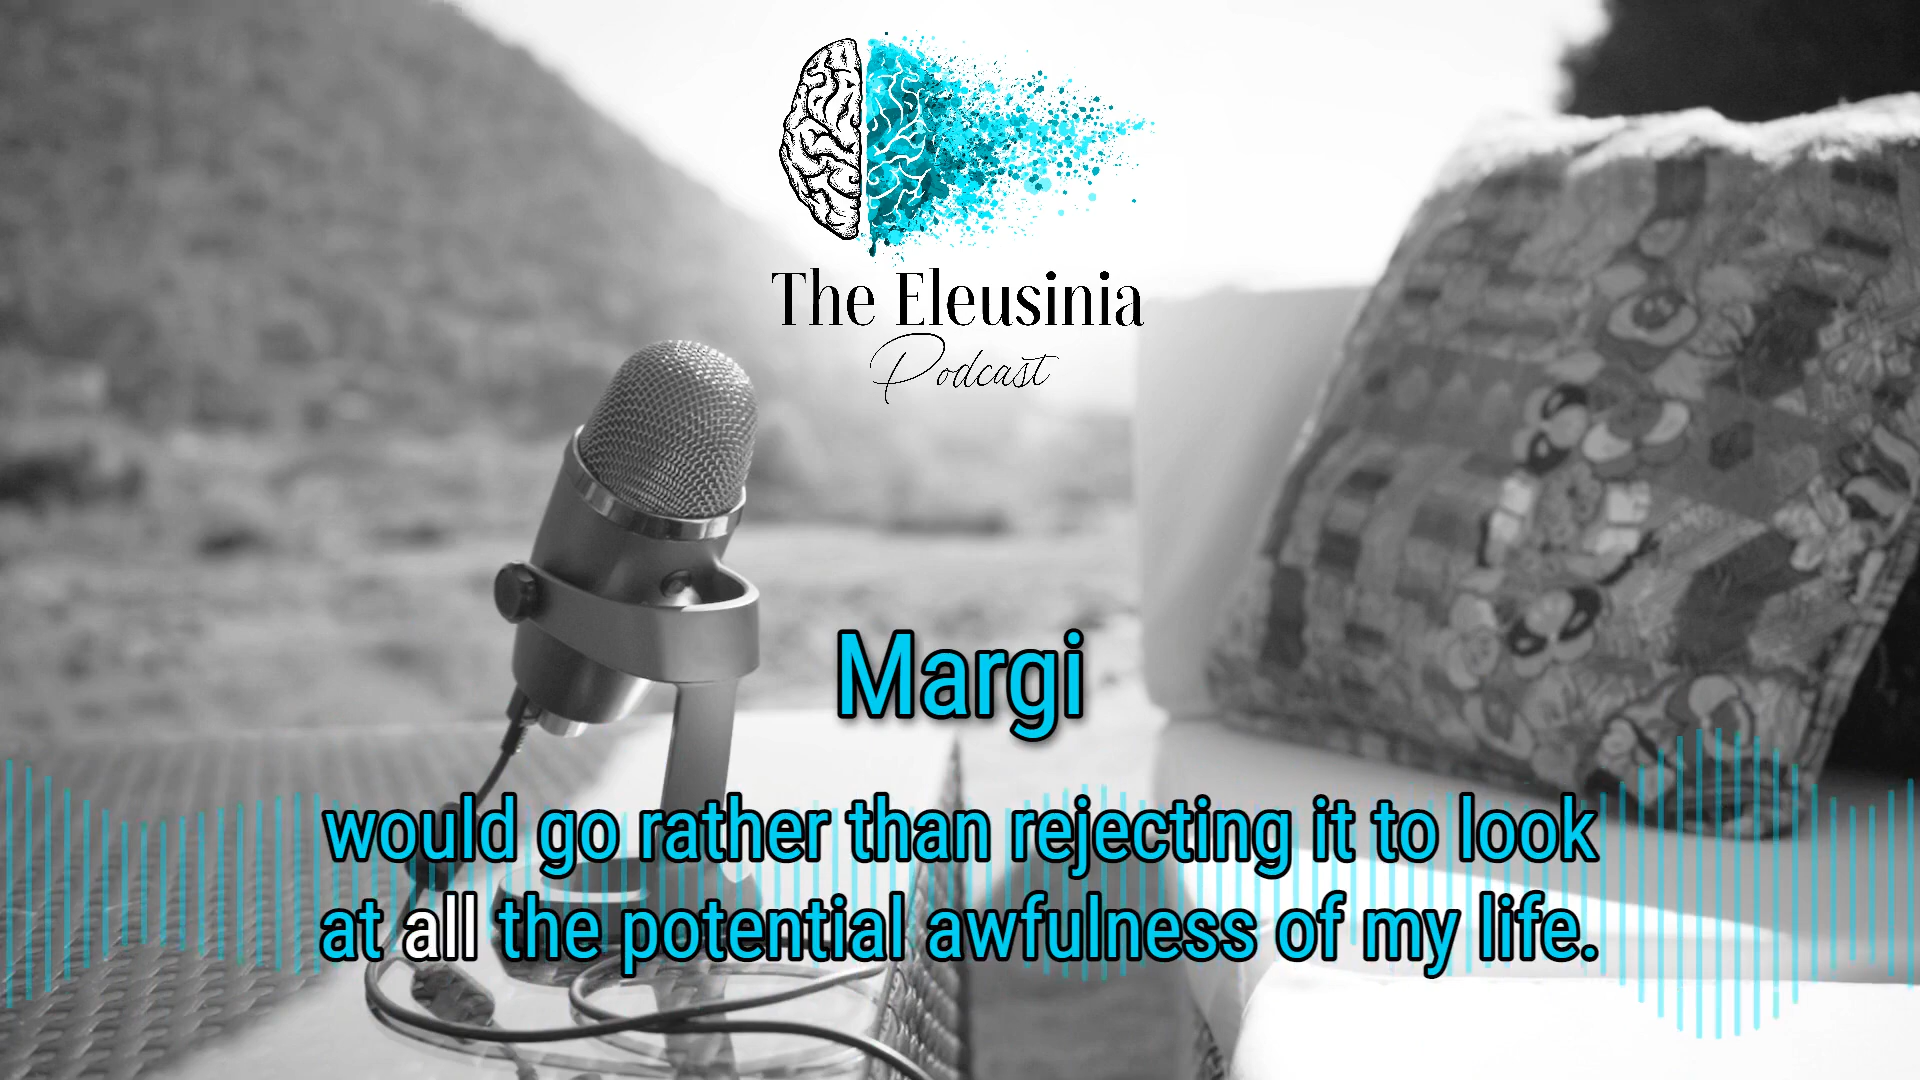 The Eleusinia
Podcast
Margi
would go rather than rejecting it to look
at all the potential awfulness of my life.